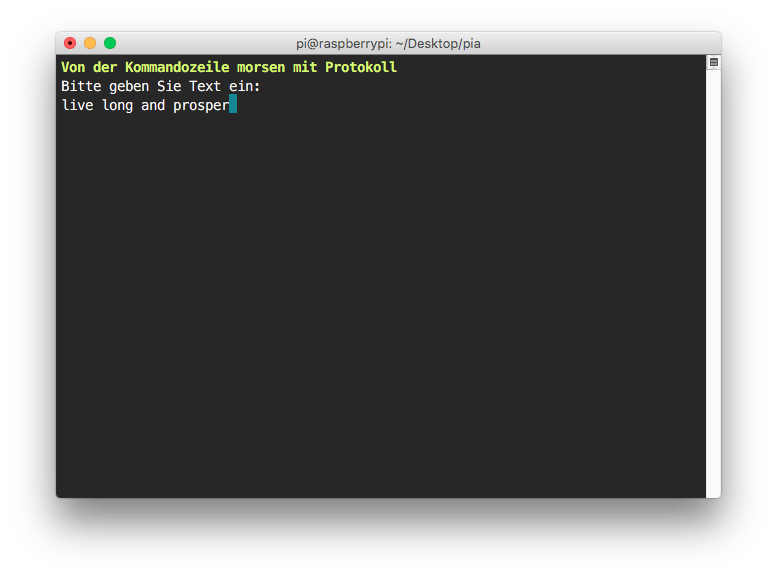 pi@raspberrypi: ~/Desktop/pia
Von der Kommandozeile morsen mit Protokoll
Bitte geben Sie Text ein:
live long and prosper